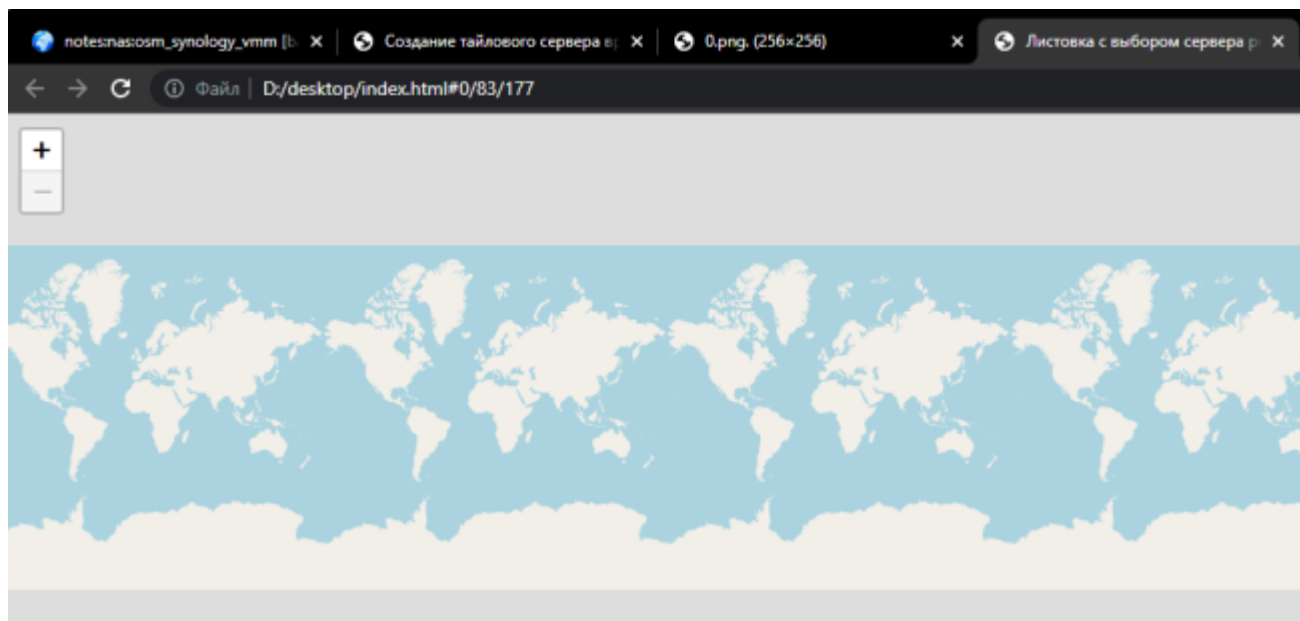 notes:nas:osm_synology_vmm [b
Создание тайлового сервера в
0.png. (256×256)
Листовка с выбором сервера р
Файл D:/desktop/index.html#0/83/177
+
−